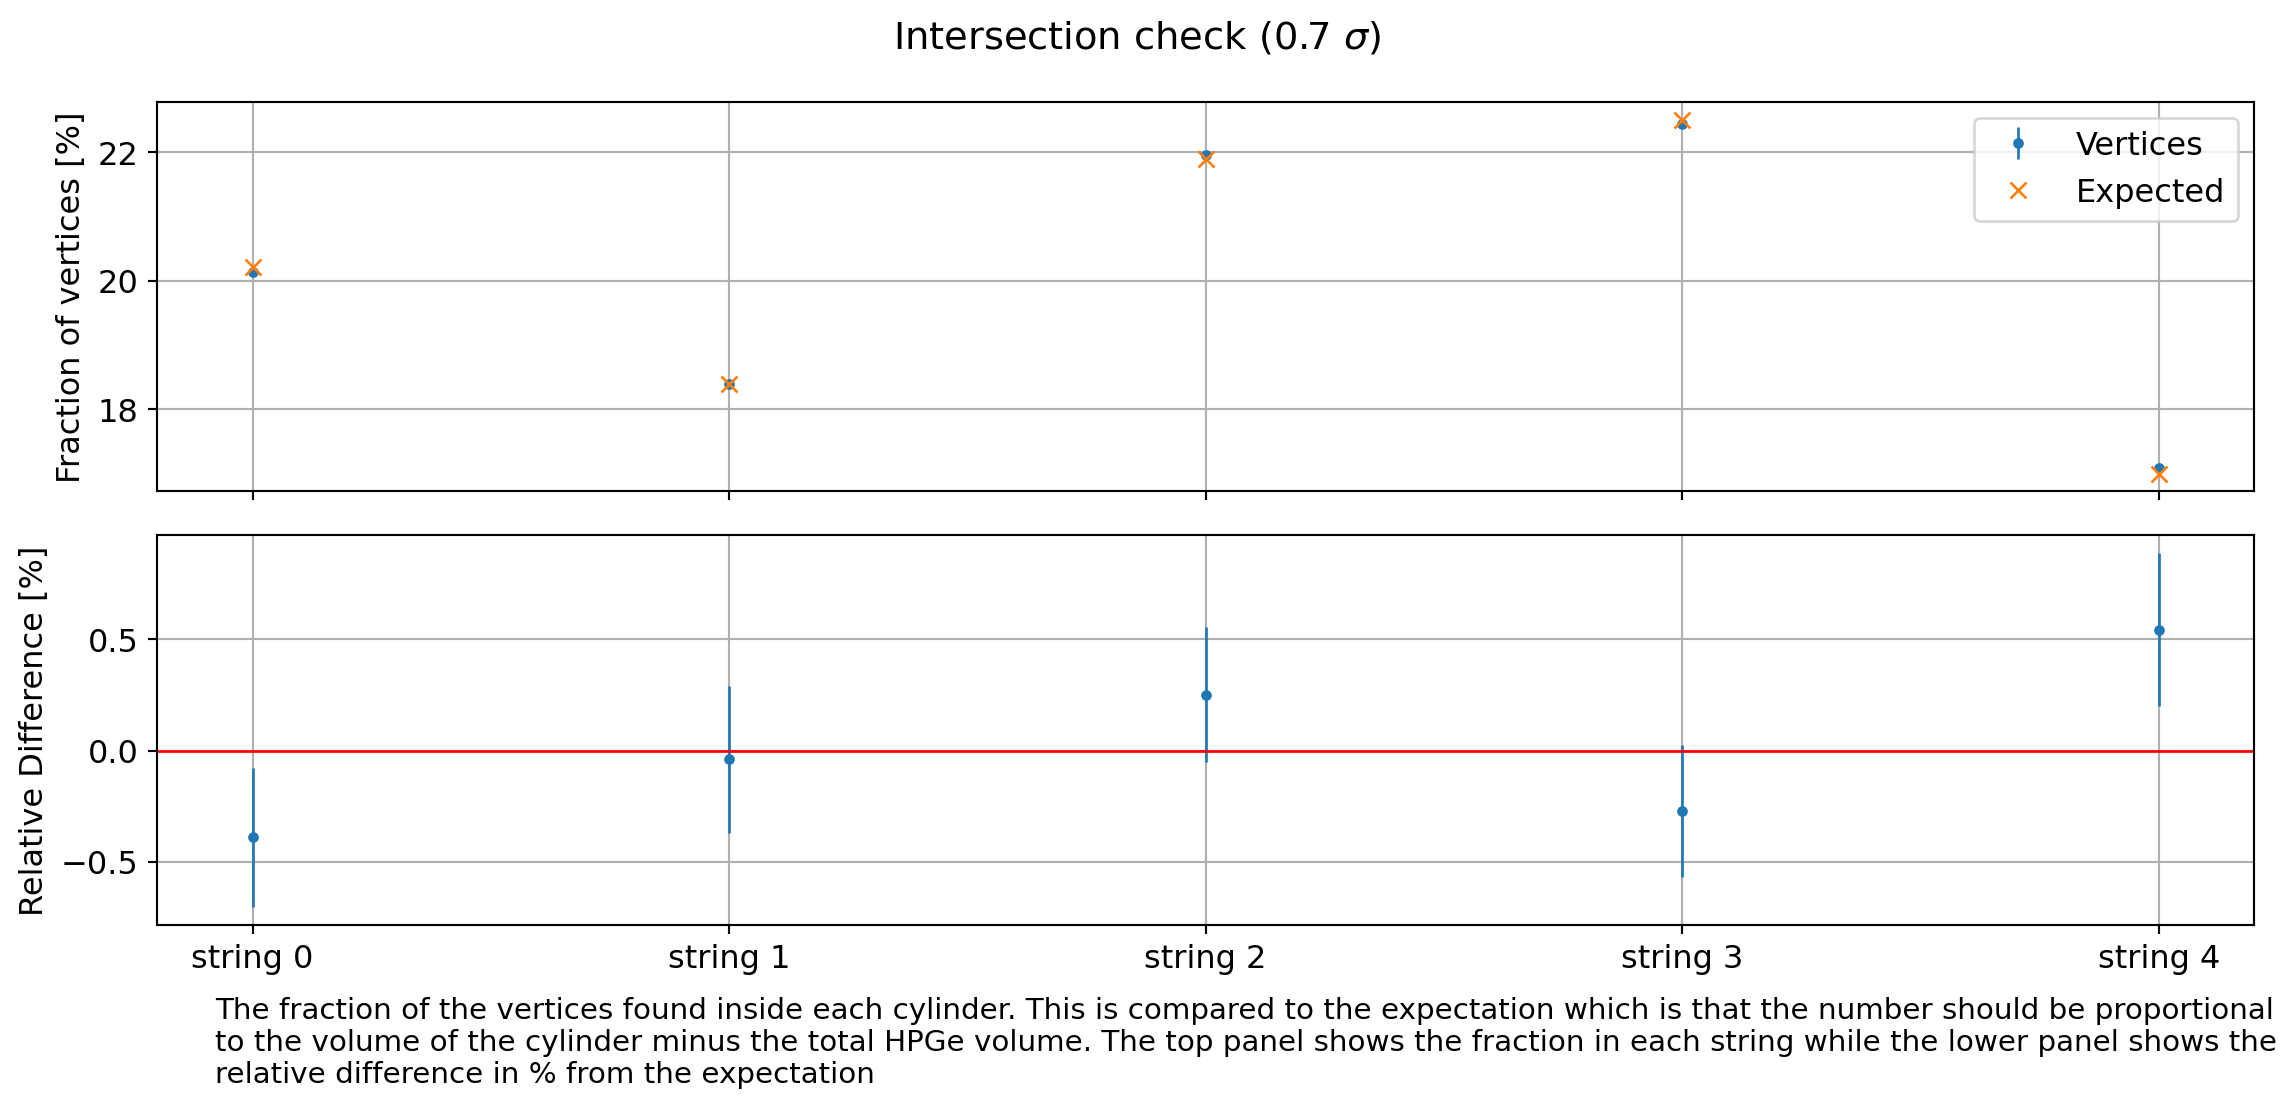 Intersection check (0.7 σ)
Fraction of vertices [%]
22
20
18
Vertices
Expected
Relative Difference [%]
0.5
0.0
−0.5
string 0
string 1
string 2
string 3
string 4
The fraction of the vertices found inside each cylinder. This is compared to the expectation which is that the number should be proportional
to the volume of the cylinder minus the total HPGe volume. The top panel shows the fraction in each string while the lower panel shows the
relative difference in % from the expectation